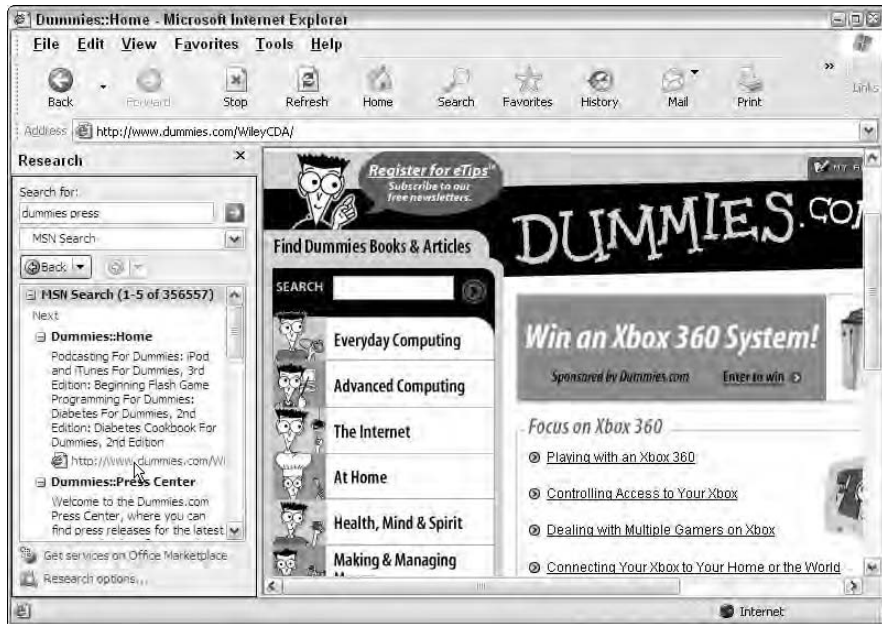 Dummies::Home - Microsoft Internet Explorer
File Edit View Favorites Tools Help
Back Forward Stop Refresh Home Search Favorites History Mail Print » Links
Address http://www.dummies.com/WileyCDA/
Research
Search for:
dummies press
MSN Search
Back
MSN Search (1-5 of 356557)
Next
Dummies::Home
Podcasting For Dummies: iPod
and iTunes For Dummies, 3rd
Edition: Beginning Flash Game
Programming For Dummies:
Diabetes For Dummies, 2nd
Edition: Diabetes Cookbook For
Dummies, 2nd Edition
http://www.dummies.com/Wi
Dummies::Press Center
Welcome to the Dummies.com
Press Center, where you can
find press releases for the latest
Get services on Office Marketplace
Research options...
Register for eTips
Subscribe to our
free newsletters.
MY
DUMMIES.CO
Find Dummies Books & Articles
SEARCH
Everyday Computing
Advanced Computing
The Internet
At Home
Health, Mind & Spirit
Making & Managing
Win an Xbox 360 System!
Sponsored by Dummies.com Enter to win
Focus on Xbox 360
Playing with an Xbox 360
Controlling Access to Your Xbox
Dealing with Multiple Gamers on Xbox
Connecting Your Xbox to Your Home or the World
Internet